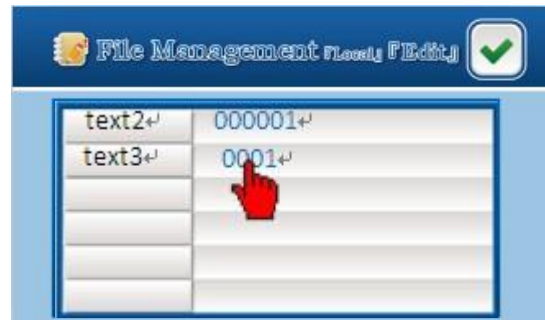 File Management『Local』『Edit』
text2↵ 000001↵
text3↵ 0001↵